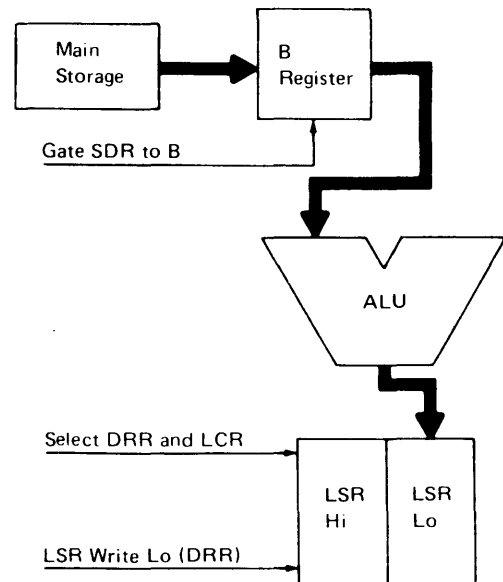 Main
Storage
B
Register
Gate SDR to B
ALU
Select DRR and LCR
LSR
Hi
LSR
Lo
LSR Write Lo (DRR)